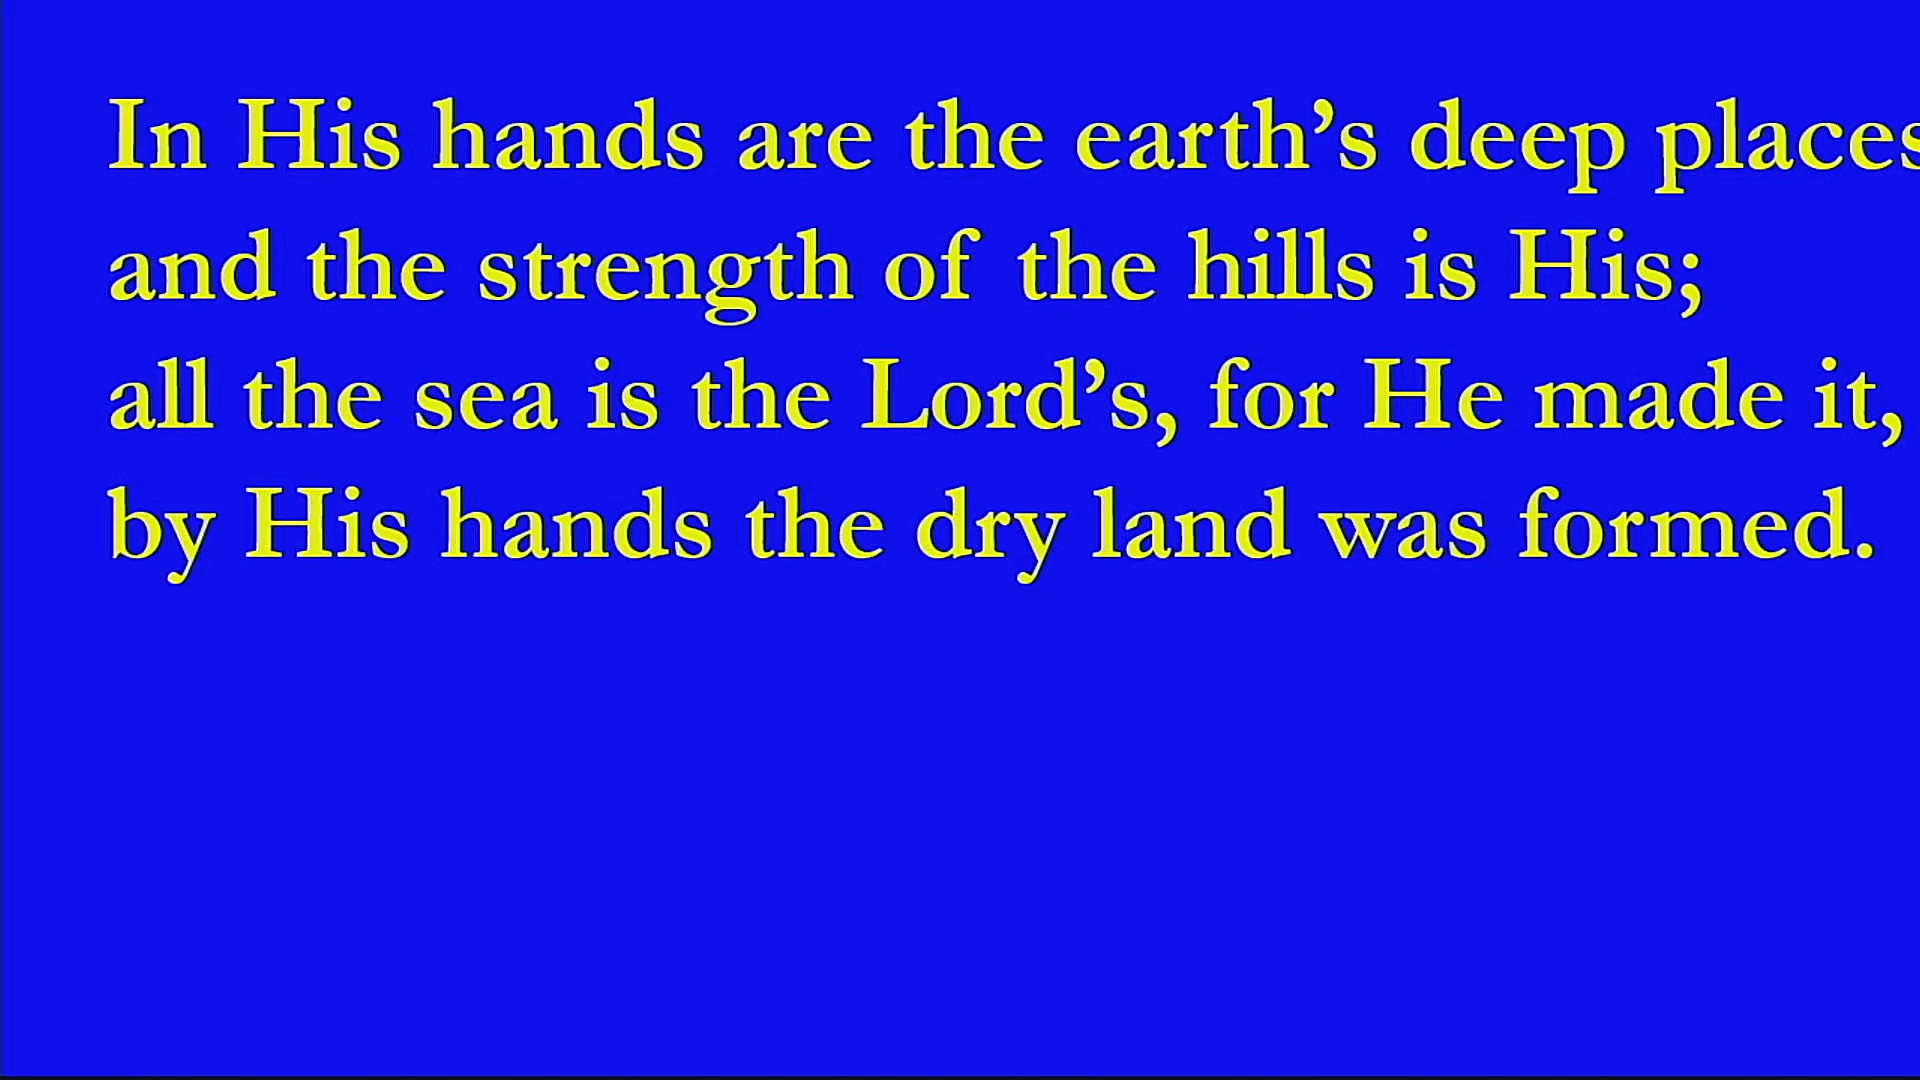 In His hands are the earth’s deep places
and the strength of the hills is His;
all the sea is the Lord’s, for He made it,
by His hands the dry land was formed.